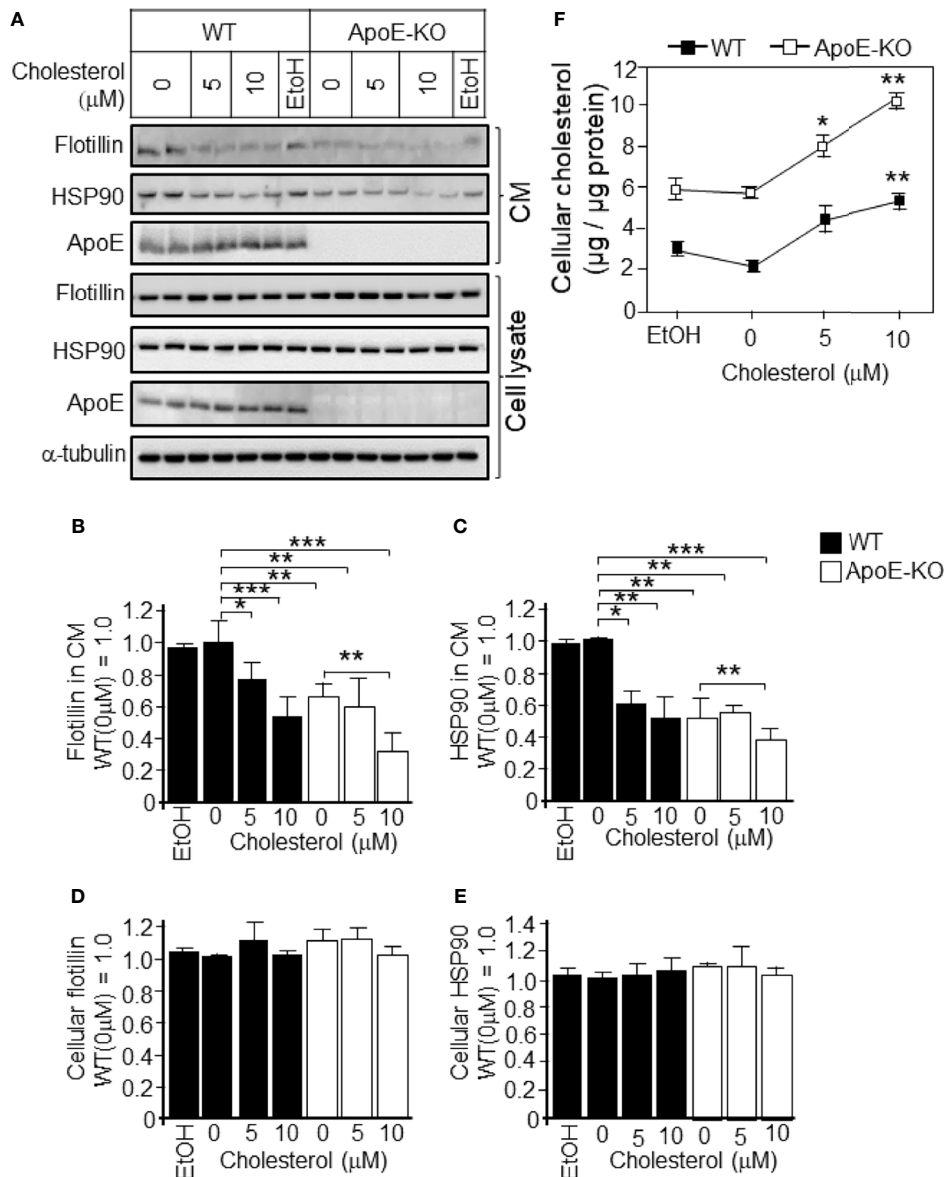 A
WT ApoE-KO
Cholesterol (μM)
0 5 10 EtoH 0 5 10 EtoH
Flotillin
HSP90
ApoE
CM
Flotillin
HSP90
ApoE
α-tubulin
Cell lysate
F
WT ApoE-KO
Cellular cholesterol
(μg / μg protein)
12
10
8
6
4
2
0
* ** **
EtOH 0 5 10
Cholesterol (μM)
B
Flotillin in CM
WT(0μM) = 1.0
1.2
1.0
0.8
0.6
0.4
0.2
0
***
**
**
***
*
**
EtOH 0 5 10 0 5 10
Cholesterol (μM)
C
HSP90 in CM
WT(0μM) = 1.0
1.2
1.0
0.8
0.6
0.4
0.2
0
***
**
**
**
*
**
EtOH 0 5 10 0 5 10
Cholesterol (μM)
WT
ApoE-KO
D
Cellular flotillin
WT(0μM) = 1.0
1.2
1.0
0.8
0.6
0.4
0.2
0
EtOH 0 5 10 0 5 10
Cholesterol (μM)
E
Cellular HSP90
WT(0μM) = 1.0
1.4
1.2
1.0
0.8
0.6
0.4
0.2
0
EtOH 0 5 10 0 5 10
Cholesterol (μM)